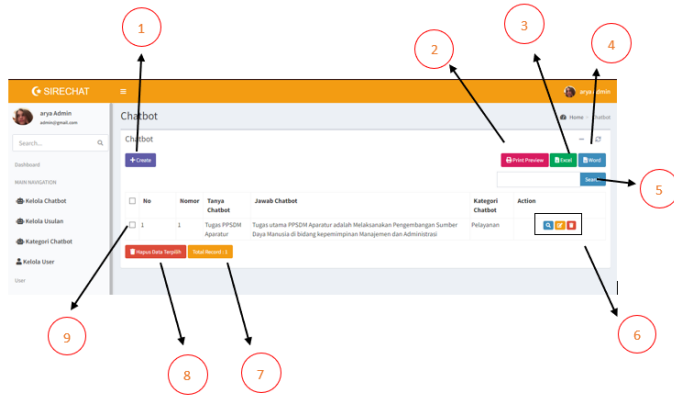 1
2
3
4
SIRECHAT
arya Admin
arya Admin
admin@gmail.com
Chatbot
Home
Chatbot
Search...
Chatbot
Dashboard
+ Create
Print Preview
Excel
Word
MAIN NAVIGATION
Search
5
Kelola Chatbot
No
Nomor
Tanya Chatbot
Jawab Chatbot
Kategori Chatbot
Action
Kelola Usulan
1
1
Tugas PPSDM Aparatur
Tugas utama PPSDM Aparatur adalah Melaksanakan Pengembangan Sumber
Daya Manusia di bidang kepemimpinan Manajemen dan Administrasi
Pelayanan
Kategori Chatbot
Hapus Data Terpilih
Total Record : 1
Kelola User
User
6
9
8
7